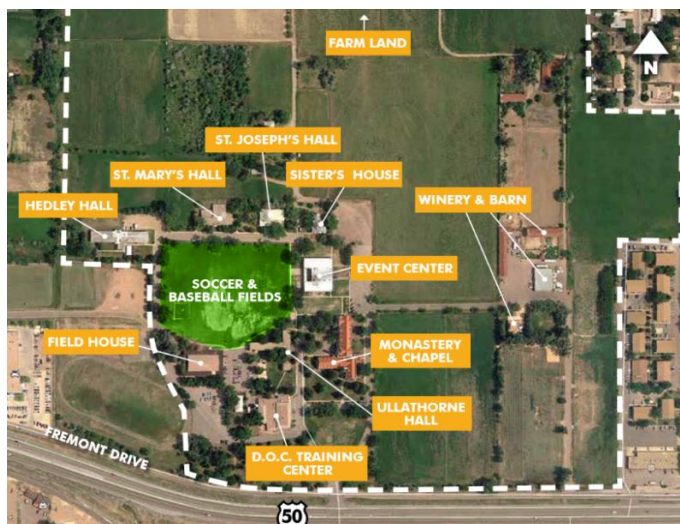 FARM LAND
N
ST. JOSEPH'S HALL
ST. MARY'S HALL
SISTER'S HOUSE
WINERY & BARN
HEDLEY HALL
EVENT CENTER
SOCCER &
BASEBALL FIELDS
FIELD HOUSE
MONASTERY
& CHAPEL
ULLATHORNE
HALL
FREMONT DRIVE
D.O.C. TRAINING
CENTER
50